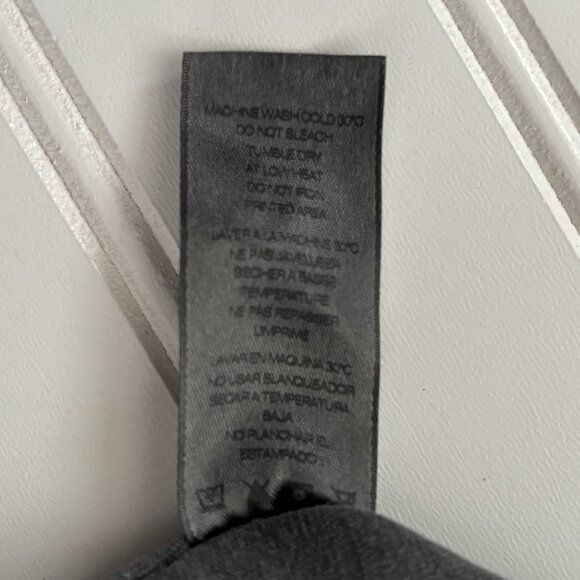 MACHINE WASH COLD 30°C
DO NOT BLEACH
TUMBLE DRY
AT LOW HEAT
DO NOT IRON
PRINTED AREA
LAVER A LA MACHINE 30°C
NE PAS JAVELLISER
SECHER A BASSE
TEMPERATURE
NE PAS REPASSER
L'IMPRIME
LAVAR EN MAQUINA 30°C
NO USAR BLANQUEADOR
SECAR A TEMPERATURA
BAJA
NO PLANCHAR EL
ESTAMPADO